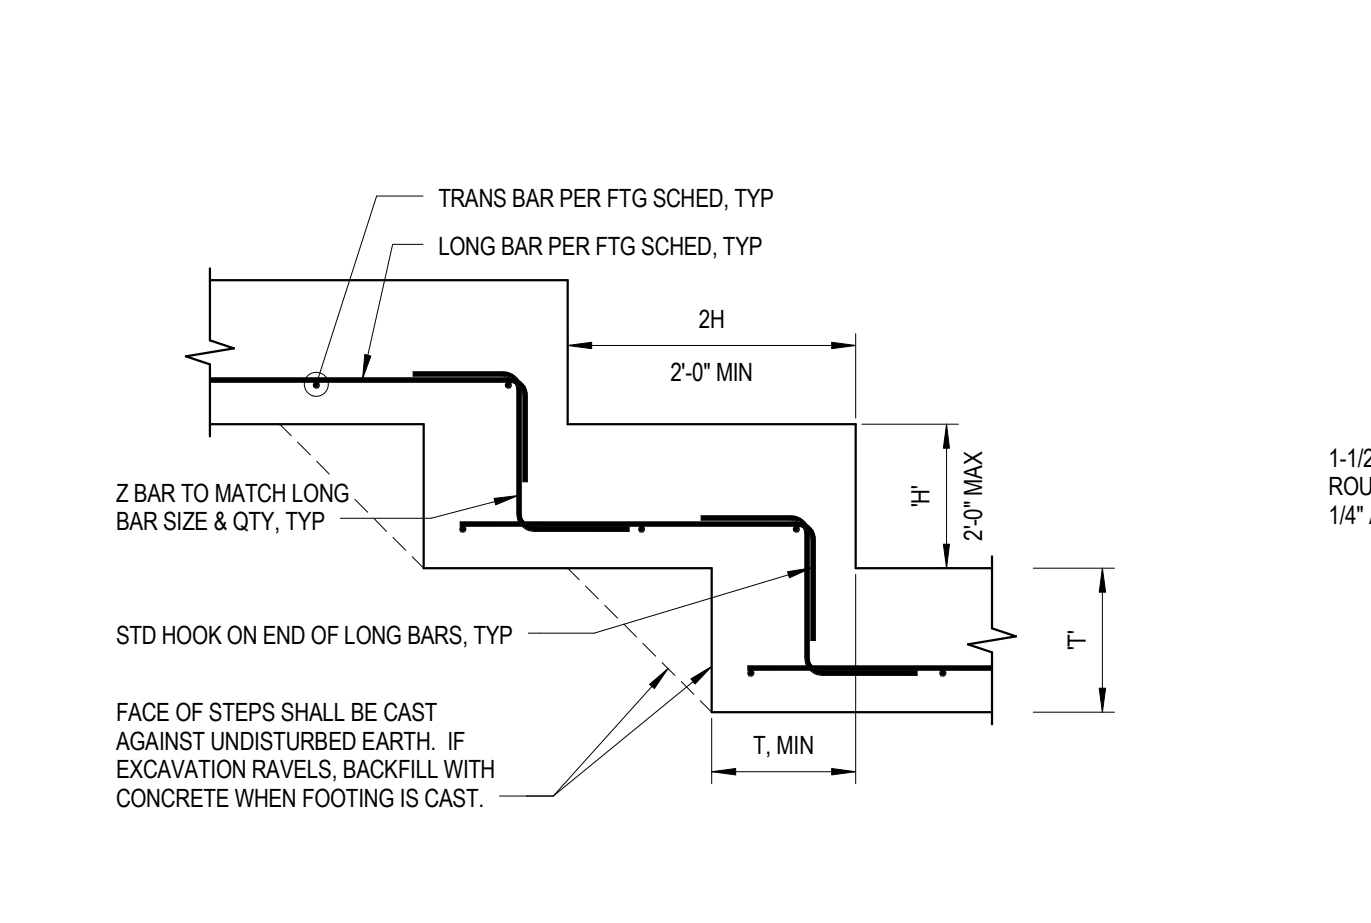 TRANS BAR PER FTG SCHED, TYP
LONG BAR PER FTG SCHED, TYP
2H
2'-0" MIN
'H'
2'-0" MAX
Z BAR TO MATCH LONG
BAR SIZE & QTY, TYP
STD HOOK ON END OF LONG BARS, TYP
'T'
FACE OF STEPS SHALL BE CAST
AGAINST UNDISTURBED EARTH. IF
EXCAVATION RAVELS, BACKFILL WITH
CONCRETE WHEN FOOTING IS CAST.
T, MIN
1-1/2
ROU
1/4"